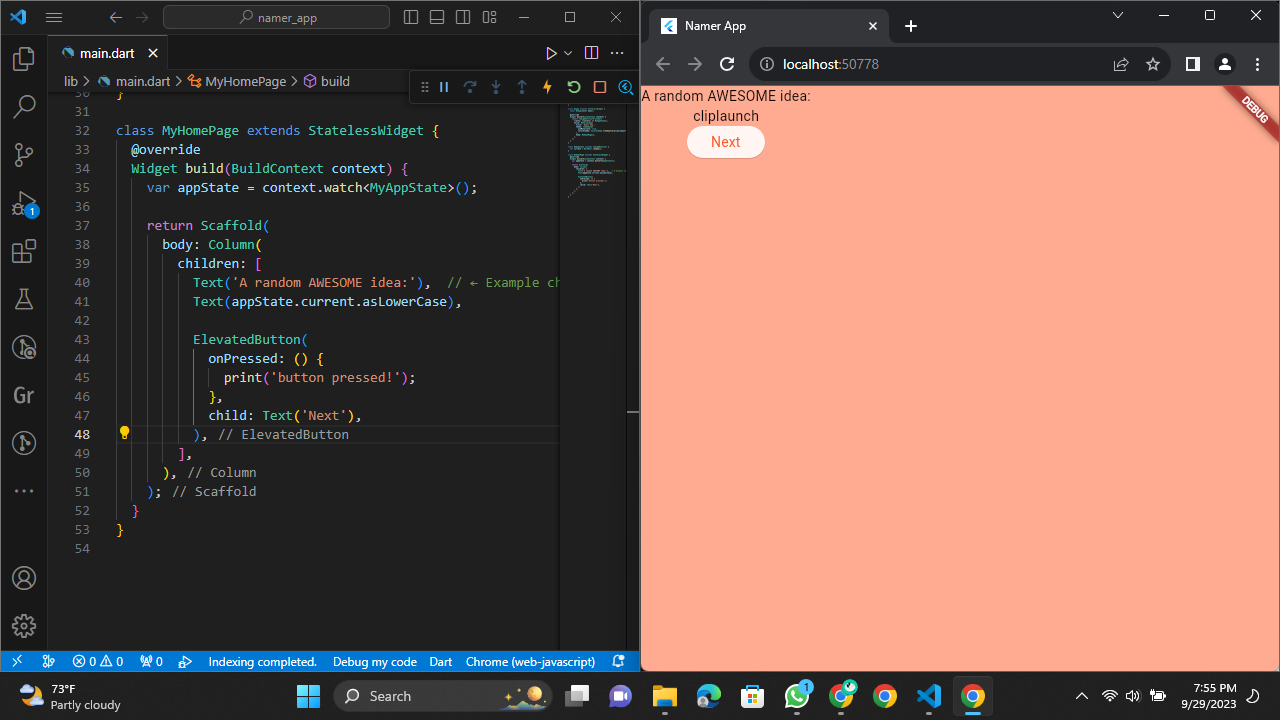 namer_app
main.dart
lib > main.dart > MyHomePage > build
30 }
31
32 class MyHomePage extends StatelessWidget {
33 @override
34 Widget build(BuildContext context) {
35 var appState = context.watch<MyAppState>();
36
37 return Scaffold(
38 body: Column(
39 children: [
40 Text('A random AWESOME idea:'), // ← Example ch
41 Text(appState.current.asLowerCase),
42
43 ElevatedButton(
44 onPressed: () {
45 print('button pressed!');
46 },
47 child: Text('Next'),
48 ), // ElevatedButton
49 ],
50 ), // Column
51 ); // Scaffold
52 }
53 }
54
1
Gr
0 0 0 Indexing completed. Debug my code Dart Chrome (web-javascript)
Namer App
localhost:50778
A random AWESOME idea:
cliplaunch
Next
DEBUG
73°F
Partly cloudy
Search
1
7:55 PM
9/29/2023